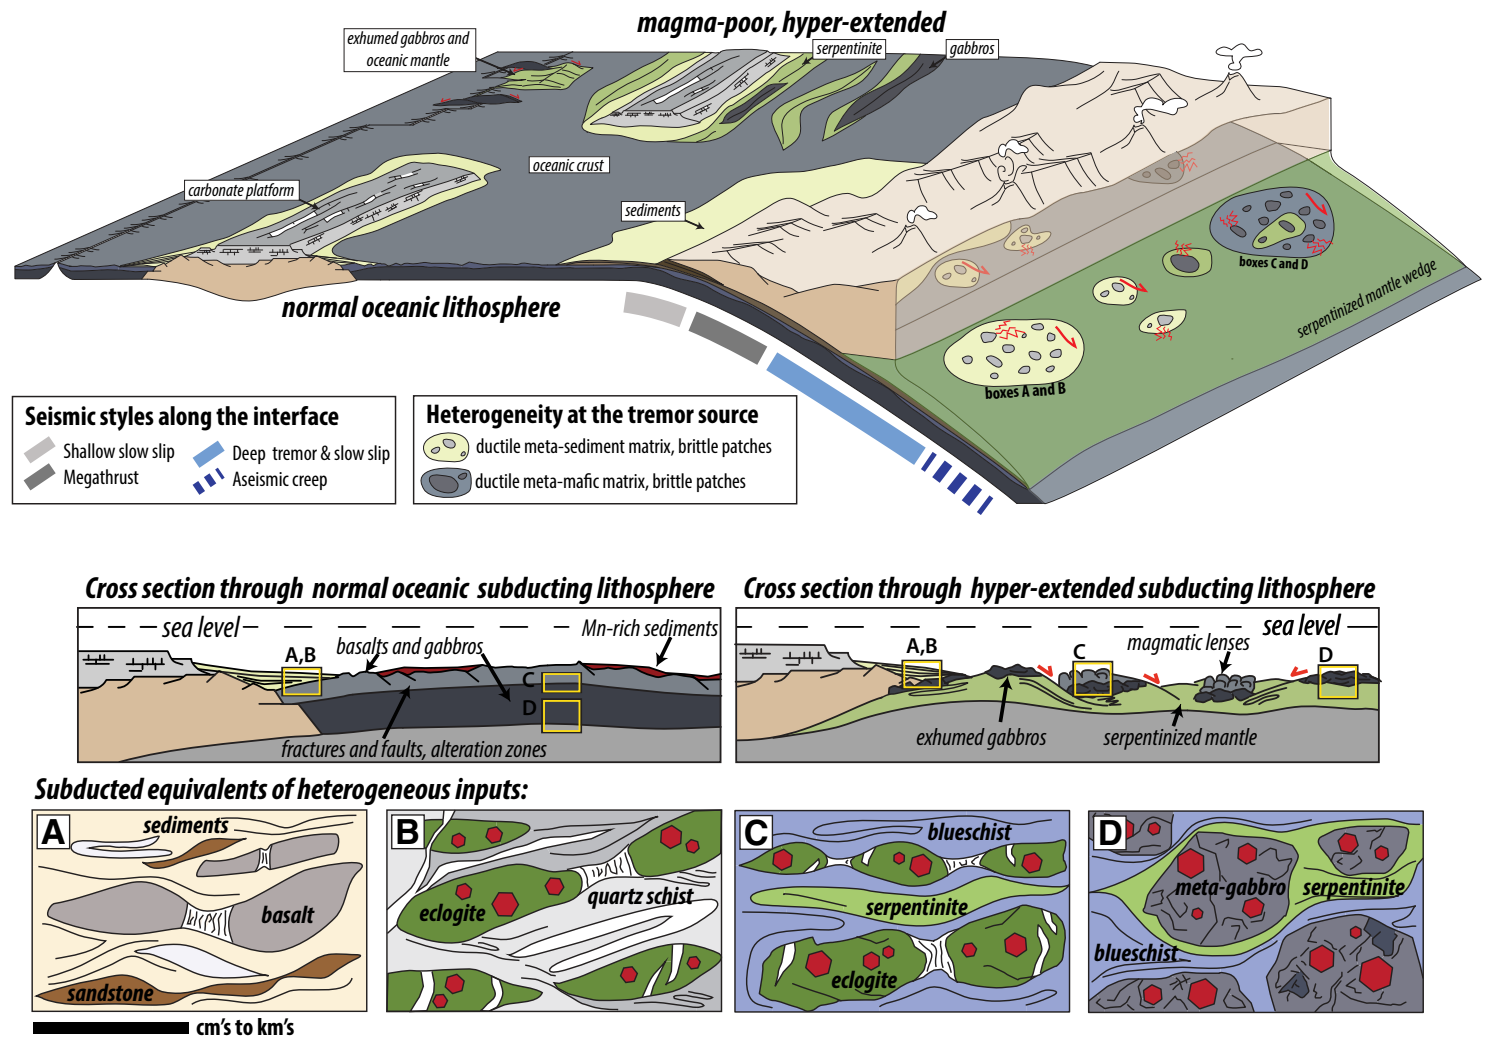 magma-poor, hyper-extended
exhumed gabbros and
oceanic mantle
serpentinite
gabbros
oceanic crust
carbonate platform
sediments
boxes C and D
serpentinized mantle wedge
normal oceanic lithosphere
boxes A and B
Seismic styles along the interface
Shallow slow slip
Deep tremor & slow slip
Megathrust
Aseismic creep
Heterogeneity at the tremor source
ductile meta-sediment matrix, brittle patches
ductile meta-mafic matrix, brittle patches
Cross section through normal oceanic subducting lithosphere
sea level
Mn-rich sediments
basalts and gabbros
A,B
C
D
fractures and faults, alteration zones
Cross section through hyper-extended subducting lithosphere
sea level
magmatic lenses
A,B
C
D
exhumed gabbros
serpentinized mantle
Subducted equivalents of heterogeneous inputs:
A
sediments
basalt
sandstone
B
quartz schist
eclogite
C
blueschist
serpentinite
eclogite
D
meta-gabbro
serpentinite
blueschist
cm's to km's